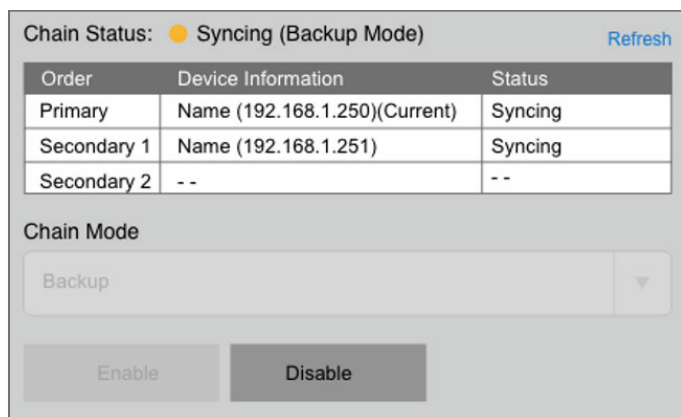 Chain Status: Syncing (Backup Mode) Refresh
Order Device Information Status
Primary Name (192.168.1.250)(Current) Syncing
Secondary 1 Name (192.168.1.251) Syncing
Secondary 2 - - - -
Chain Mode
Backup
Enable Disable